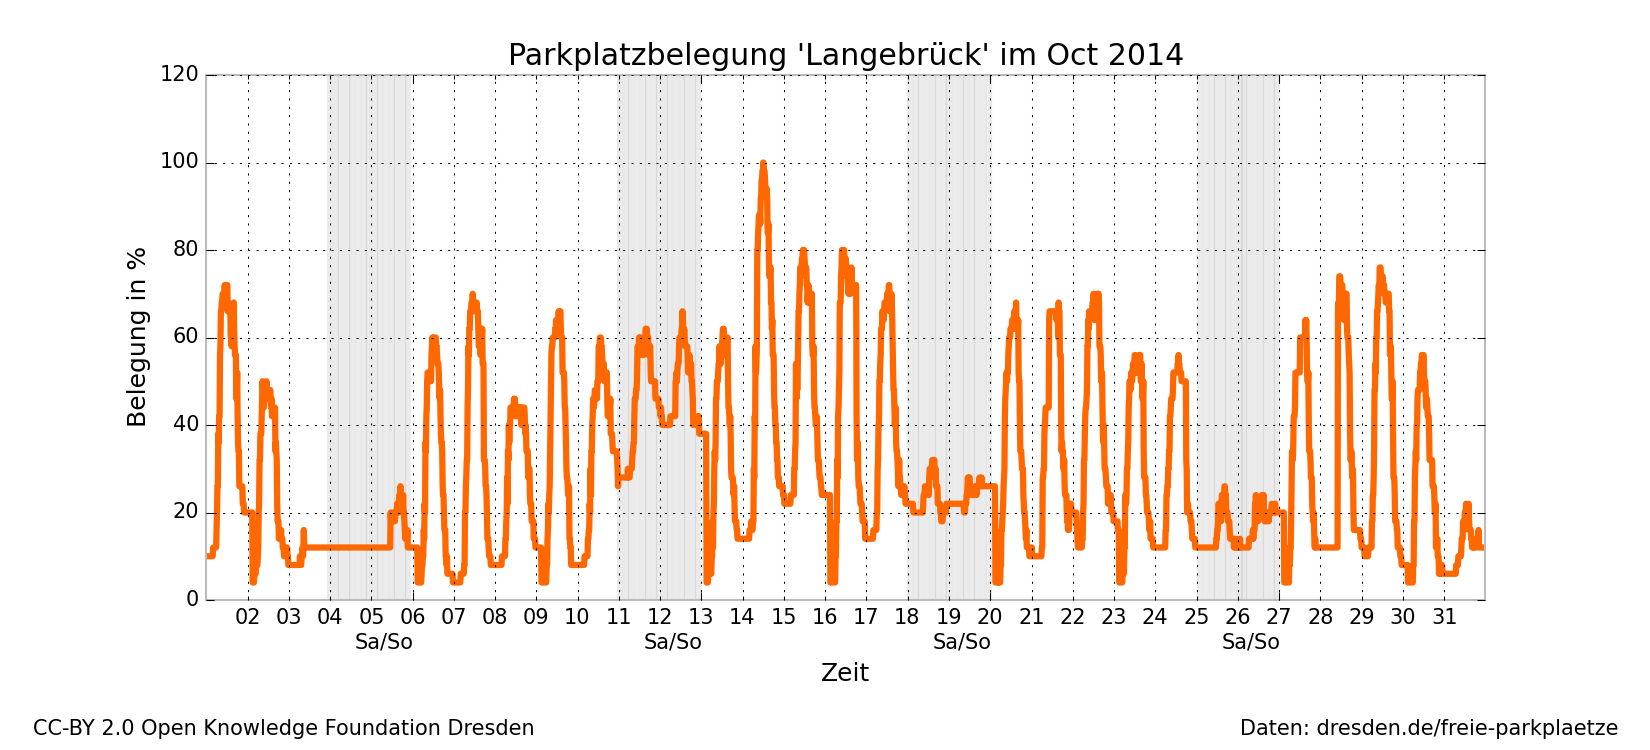 Parkplatzbelegung 'Langebrück' im Oct 2014
120
100
80
60
40
20
0
Belegung in %
02 03 04 05 06 07 08 09 10 11 12 13 14 15 16 17 18 19 20 21 22 23 24 25 26 27 28 29 30 31
Sa/So Sa/So Sa/So Sa/So
Zeit
CC-BY 2.0 Open Knowledge Foundation Dresden
Daten: dresden.de/freie-parkplaetze